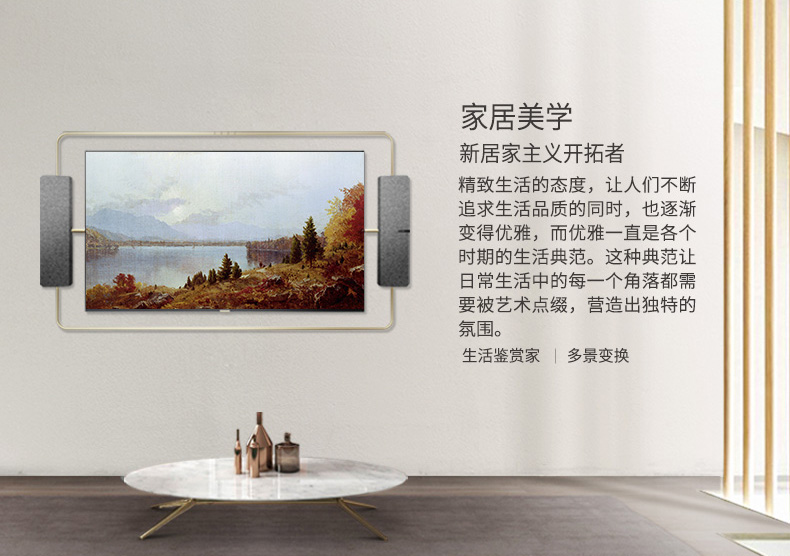 家居美学
新居家主义开拓者
精致生活的态度，让人们不断
追求生活品质的同时，也逐渐
变得优雅，而优雅一直是各个
时期的生活典范。这种典范让
日常生活中的每一个角落都需
要被艺术点缀，营造出独特的
氛围。
生活鉴赏家 ｜ 多景变换